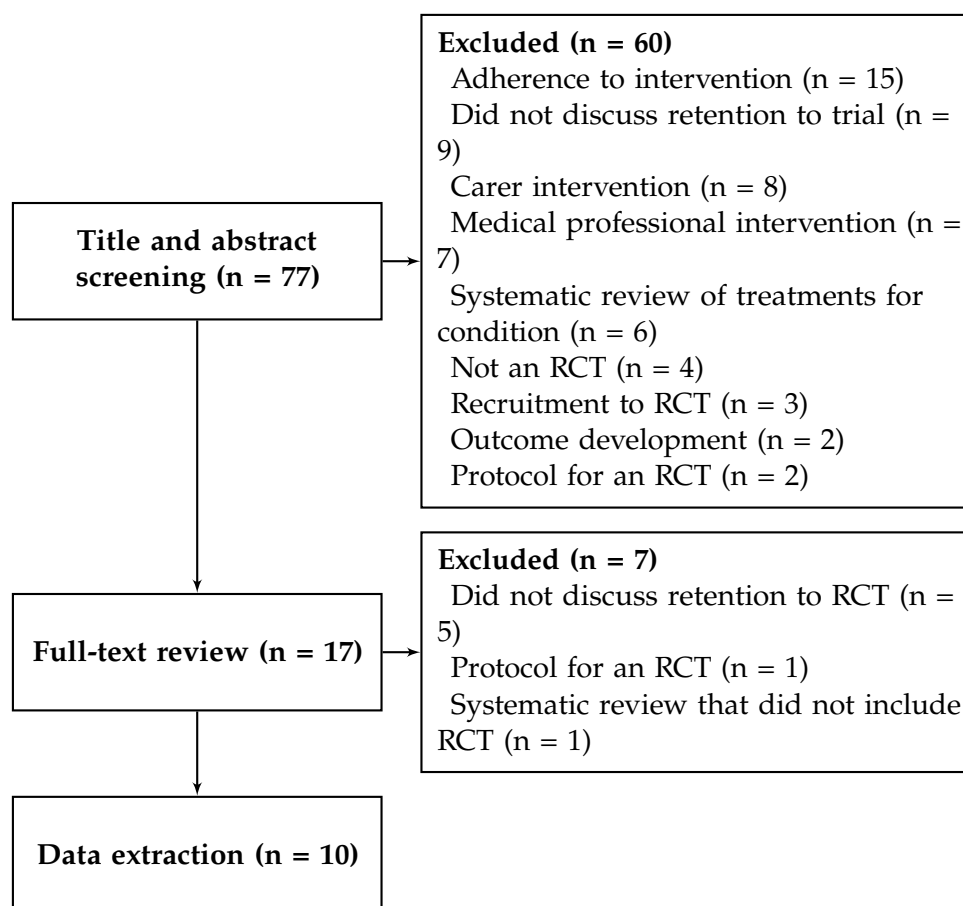 Excluded (n = 60)
Adherence to intervention (n = 15)
Did not discuss retention to trial (n =
9)
Carer intervention (n = 8)
Medical professional intervention (n =
7)
Systematic review of treatments for
condition (n = 6)
Not an RCT (n = 4)
Recruitment to RCT (n = 3)
Outcome development (n = 2)
Protocol for an RCT (n = 2)
Title and abstract
screening (n = 77)
Excluded (n = 7)
Did not discuss retention to RCT (n =
5)
Protocol for an RCT (n = 1)
Systematic review that did not include
RCT (n = 1)
Full-text review (n = 17)
Data extraction (n = 10)